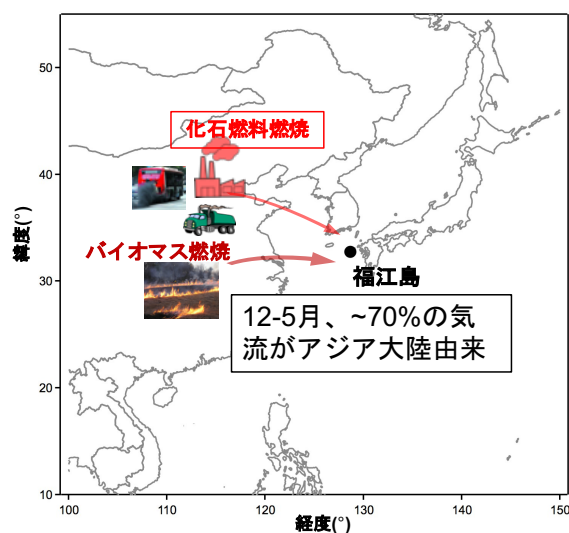 50
40
30
20
10
100
110
120
130
140
150
緯度(°)
経度(°)
化石燃料燃焼
バイオマス燃焼
福江島
12-5月、~70%の気
流がアジア大陸由来